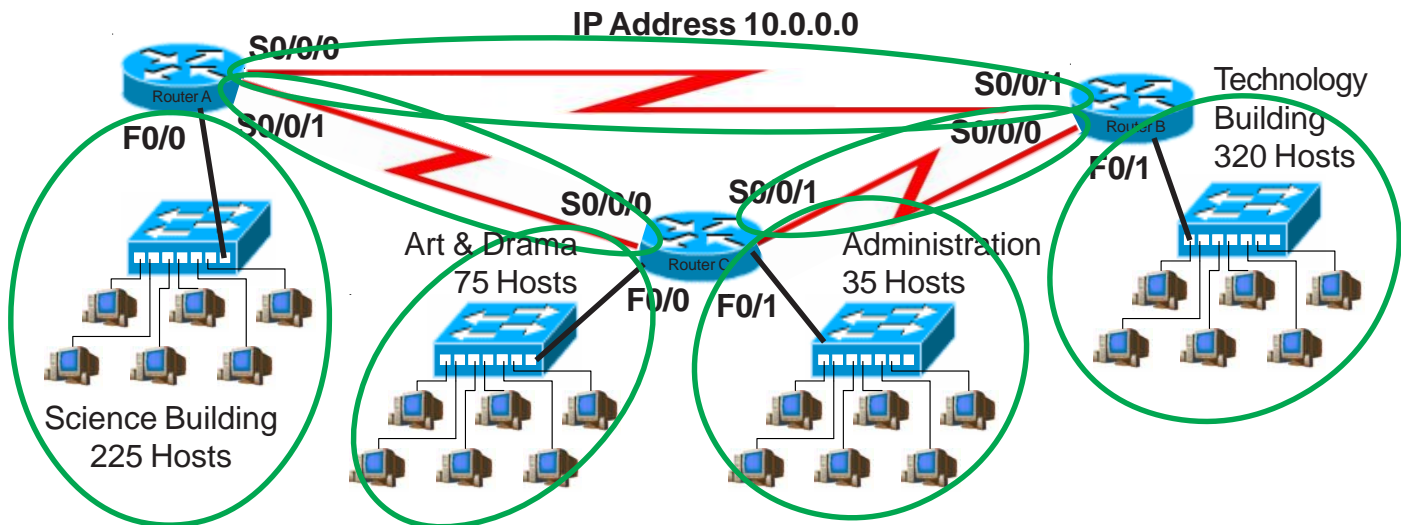 IP Address 10.0.0.0
S0/0/0
Router A
S0/0/1
F0/0
S0/0/1
Technology
Building
320 Hosts
S0/0/0
Router B
F0/1
S0/0/0
S0/0/1
Router C
Art & Drama
75 Hosts
F0/0
F0/1
Administration
35 Hosts
Science Building
225 Hosts